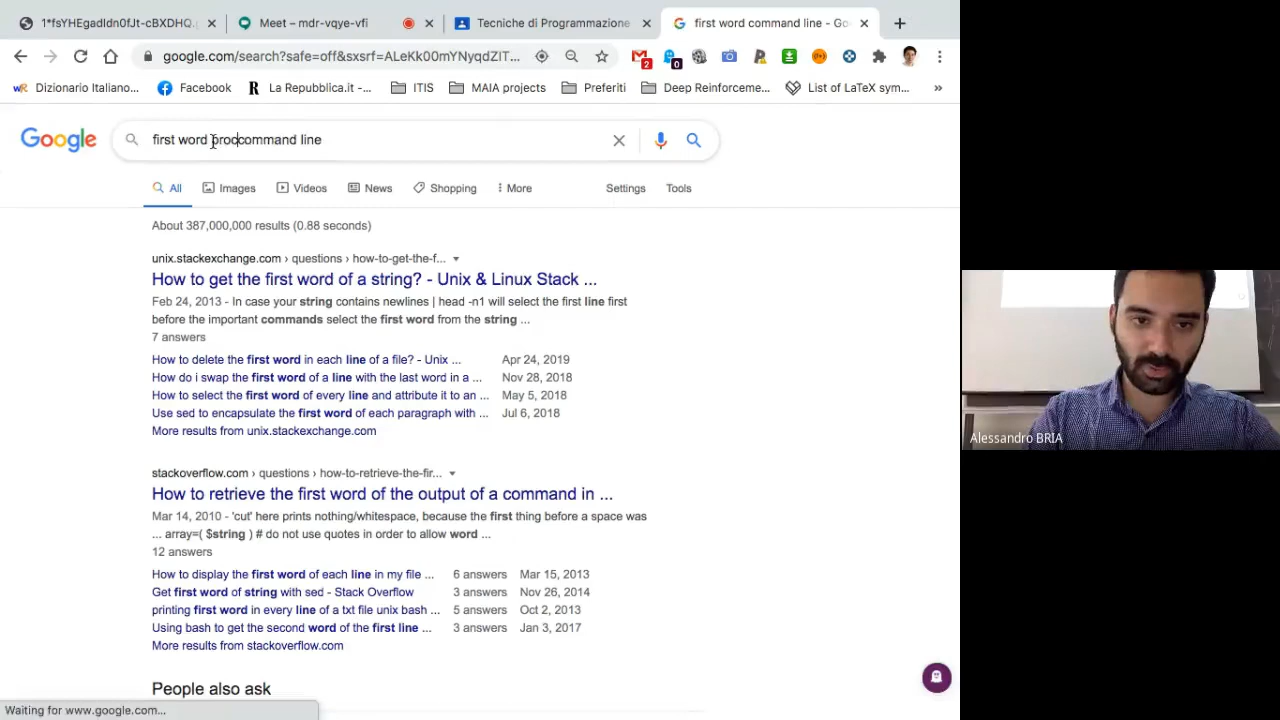 1*fsYHEgadIdn0fJt-cBXDHQ.
Meet – mdr-vqye-vfi
Tecniche di Programmazione
first word command line - Go
google.com/search?safe=off&sxsrf=ALeKk00mYNyqdZIT...
2
0
Dizionario Italiano...
Facebook
La Repubblica.it -...
ITIS
MAIA projects
Preferiti
Deep Reinforceme...
List of LaTeX sym...
»
Google
first word proccommand line
All
Images
Videos
News
Shopping
More
Settings
Tools
About 387,000,000 results (0.88 seconds)
unix.stackexchange.com › questions › how-to-get-the-f...
How to get the first word of a string? - Unix & Linux Stack ...
Feb 24, 2013 - In case your string contains newlines | head -n1 will select the first line first
before the important commands select the first word from the string ...
7 answers
How to delete the first word in each line of a file? - Unix ... Apr 24, 2019
How do i swap the first word of a line with the last word in a ... Nov 28, 2018
How to select the first word of every line and attribute it to an ... May 5, 2018
Use sed to encapsulate the first word of each paragraph with ... Jul 6, 2018
More results from unix.stackexchange.com
stackoverflow.com › questions › how-to-retrieve-the-fir...
How to retrieve the first word of the output of a command in ...
Mar 14, 2010 - 'cut' here prints nothing/whitespace, because the first thing before a space was
... array=( $string ) # do not use quotes in order to allow word ...
12 answers
How to display the first word of each line in my file ... 6 answers Mar 15, 2013
Get first word of string with sed - Stack Overflow 3 answers Nov 26, 2014
printing first word in every line of a txt file unix bash ... 5 answers Oct 2, 2013
Using bash to get the second word of the first line ... 3 answers Jan 3, 2017
More results from stackoverflow.com
People also ask
Waiting for www.google.com...
Alessandro BRIA